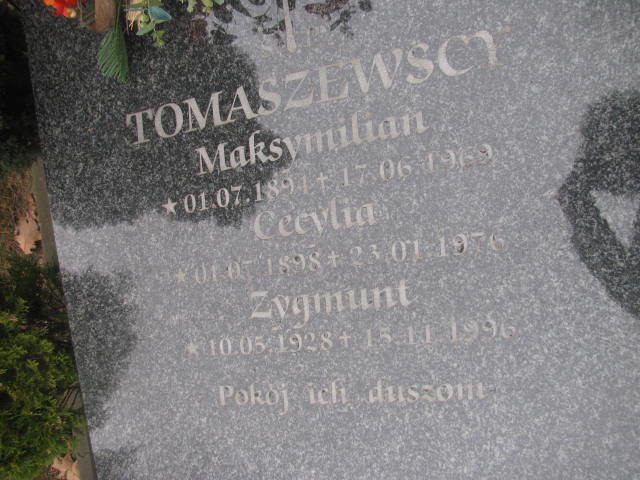 TOMASZEWSCY
Maksymilian
★01.07.1894+17.06.1969
Cecylia
★01.07.1898+23.01.1976
Zygmunt
★10.05.1928+15.11.1996
Pokój ich duszom